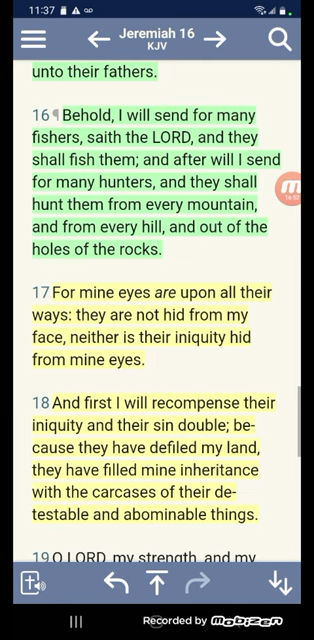 11:37
Jeremiah 16
KJV
unto their fathers.
16 ¶ Behold, I will send for many
fishers, saith the LORD, and they
shall fish them; and after will I send
for many hunters, and they shall
hunt them from every mountain,
and from every hill, and out of the
holes of the rocks.
17 For mine eyes are upon all their
ways: they are not hid from my
face, neither is their iniquity hid
from mine eyes.
18 And first I will recompense their
iniquity and their sin double; be-
cause they have defiled my land,
they have filled mine inheritance
with the carcases of their de-
testable and abominable things.
19 O LORD, my strength, and my
Recorded by mobizen